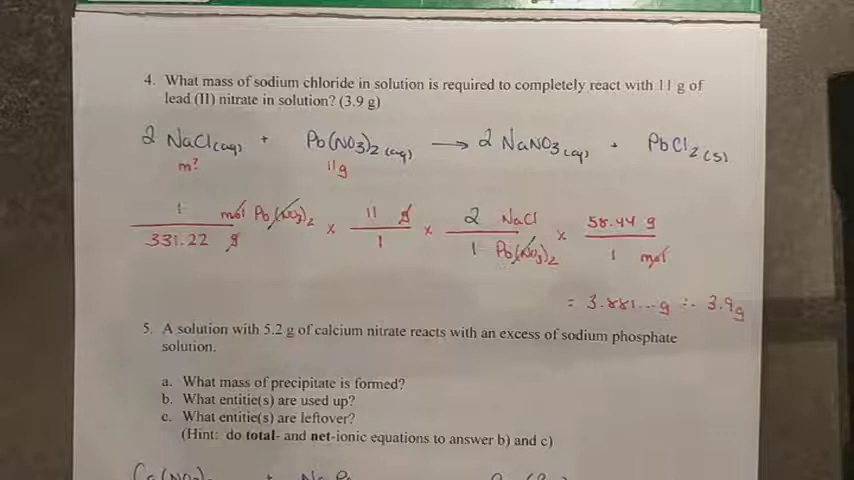 4. What mass of sodium chloride in solution is required to completely react with 11 g of
lead (II) nitrate in solution? (3.9 g)
2 NaCl(aq) + Pb(NO3)2(aq) → 2 NaNO3(aq) + PbCl2(s)
m? 11g
1 mol Pb(NO3)2 / 331.22 g × 11 g / 1 × 2 NaCl / 1 Pb(NO3)2 × 58.44 g / 1 mol
= 3.881...g ∴ 3.9g
5. A solution with 5.2 g of calcium nitrate reacts with an excess of sodium phosphate
solution.
a. What mass of precipitate is formed?
b. What entitie(s) are used up?
c. What entitie(s) are leftover?
(Hint: do total- and net-ionic equations to answer b) and c)